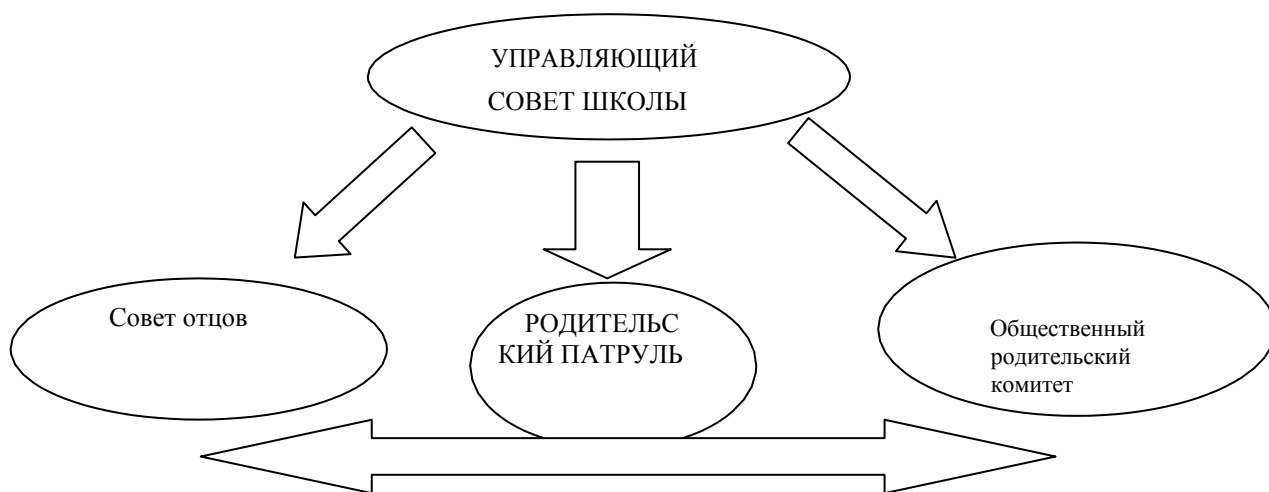 УПРАВЛЯЮЩИЙ
СОВЕТ ШКОЛЫ
Совет отцов
РОДИТЕЛЬС
КИЙ ПАТРУЛЬ
Общественный
родительский
комитет